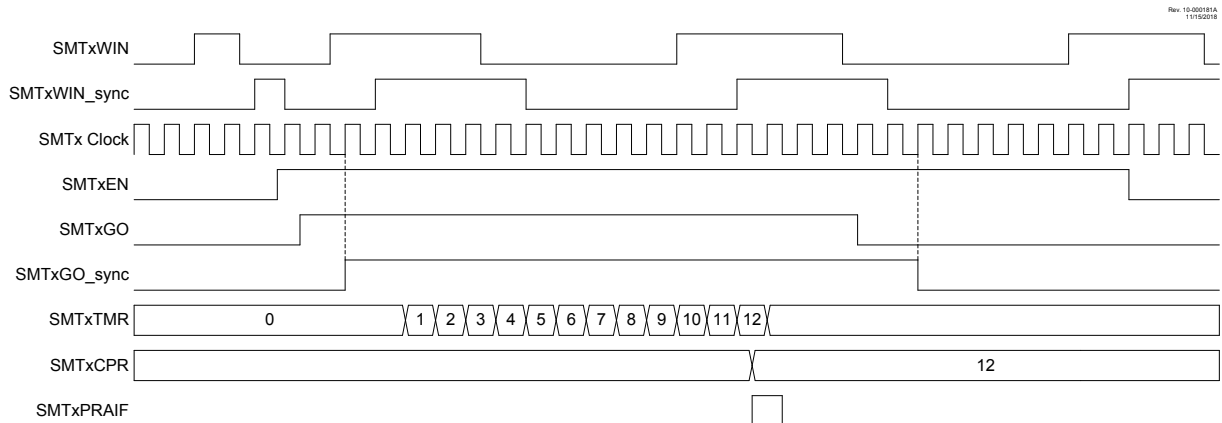 Rev. 10-000181A
11/15/2018
SMTxWIN
SMTxWIN_sync
SMTx Clock
SMTxEN
SMTxGO
SMTxGO_sync
SMTxTMR 0 1 2 3 4 5 6 7 8 9 10 11 12
SMTxCPR 12
SMTxPRAIF